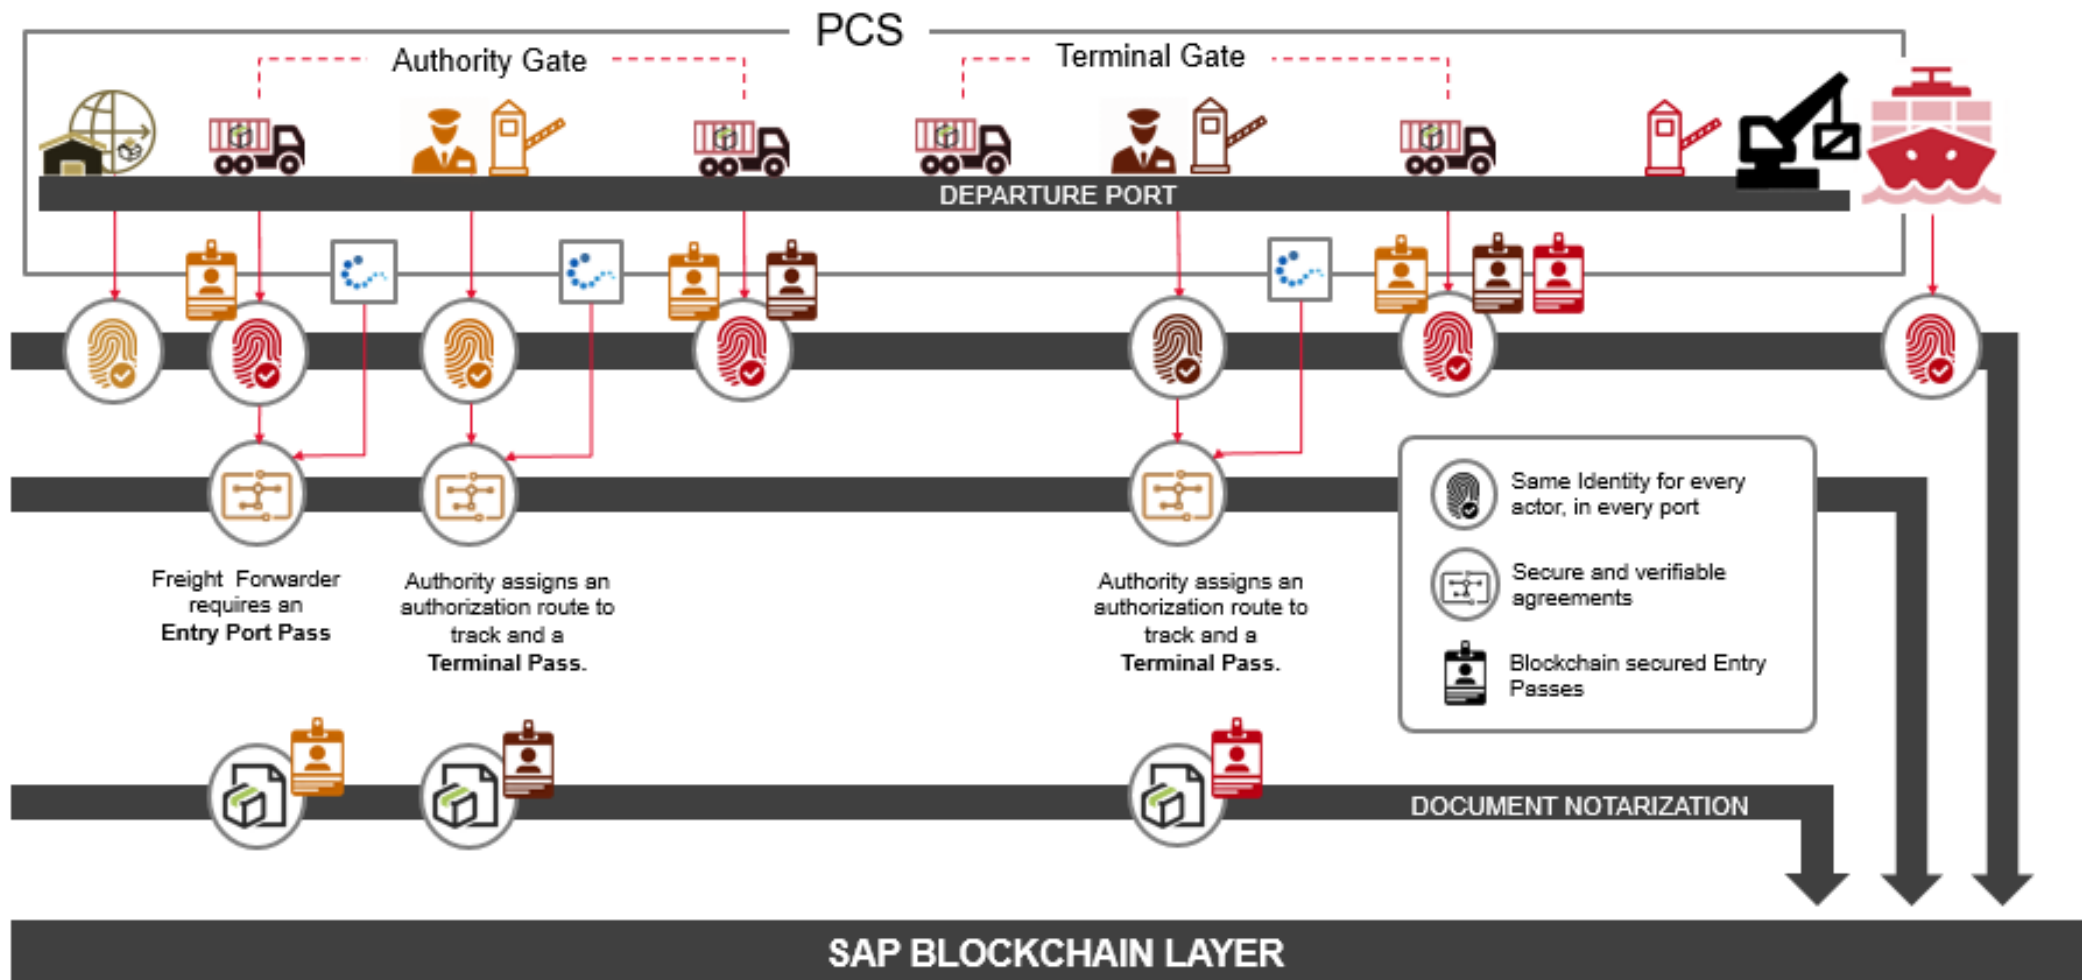 PCS
Authority Gate
Terminal Gate
DEPARTURE PORT
Freight Forwarder
requires an
Entry Port Pass
Authority assigns an
authorization route to
track and a
Terminal Pass.
Authority assigns an
authorization route to
track and a
Terminal Pass.
Same Identity for every
actor, in every port
Secure and verifiable
agreements
Blockchain secured Entry
Passes
DOCUMENT NOTARIZATION
SAP BLOCKCHAIN LAYER